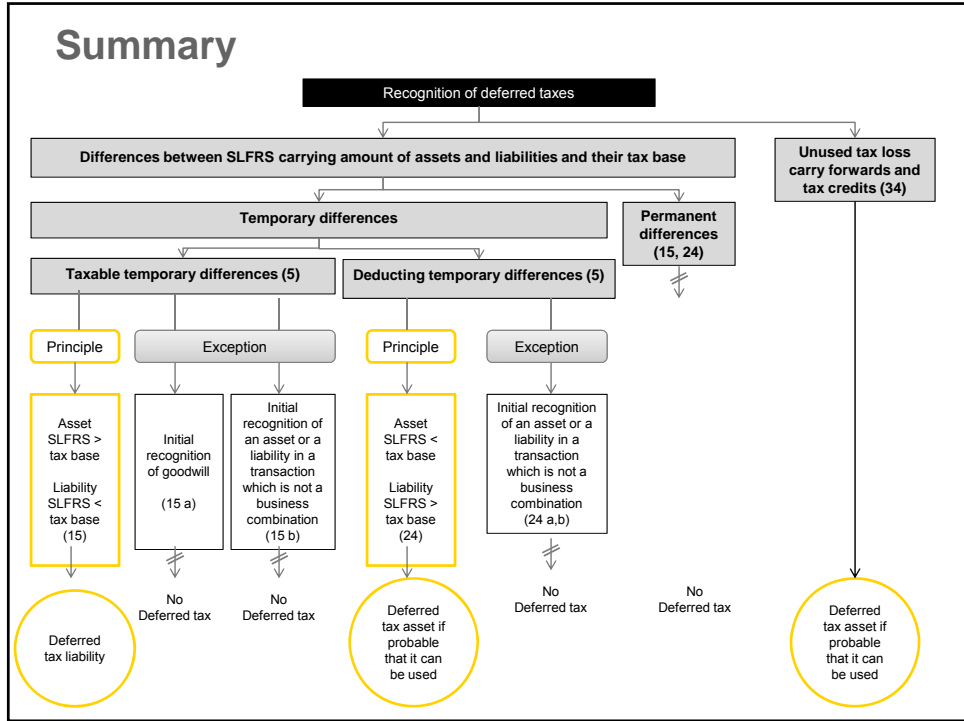 Summary
Recognition of deferred taxes
Differences between SLFRS carrying amount of assets and liabilities and their tax base
Unused tax loss
carry forwards and
tax credits (34)
Temporary differences
Permanent
differences
(15, 24)
Taxable temporary differences (5)
Deducting temporary differences (5)
Principle
Exception
Principle
Exception
Asset
SLFRS >
tax base
Liability
SLFRS <
tax base
(15)
Initial
recognition
of goodwill
(15 a)
Initial
recognition of
an asset or a
liability in a
transaction
which is not a
business
combination
(15 b)
Asset
SLFRS <
tax base
Liability
SLFRS >
tax base
(24)
Initial recognition
of an asset or a
liability in a
transaction
which is not a
business
combination
(24 a,b)
Deferred
tax liability
No
Deferred tax
No
Deferred tax
Deferred
tax asset if
probable
that it can
be used
No
Deferred tax
No
Deferred tax
Deferred
tax asset if
probable
that it can
be used